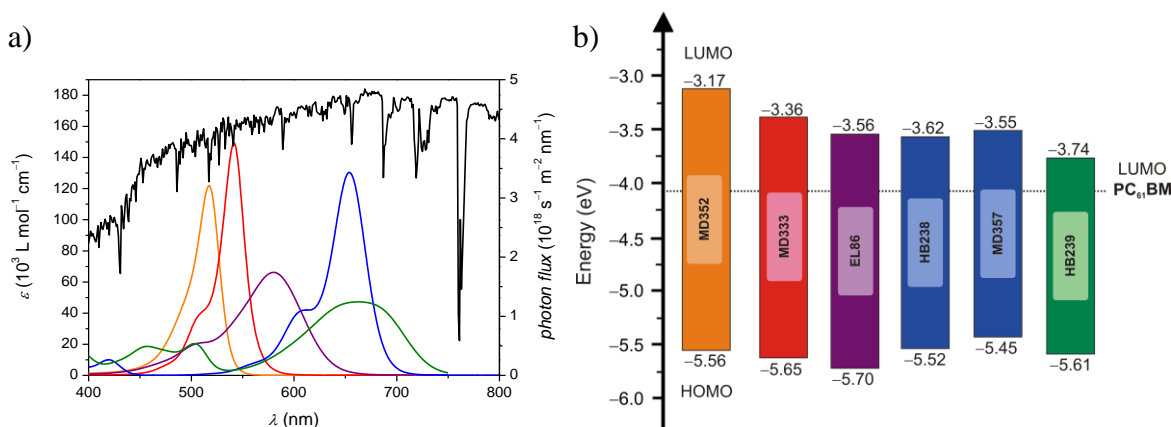 a)
ε (10³ L mol⁻¹ cm⁻¹)
180
160
140
120
100
80
60
40
20
0
5
4
3
2
1
0
photon flux (10¹⁸ s⁻¹ m⁻² nm⁻¹)
400 500 600 700 800
λ (nm)
b)
Energy (eV)
−3.0
−3.5
−4.0
−4.5
−5.0
−5.5
−6.0
LUMO
−3.17
−3.36
−3.56
−3.62
−3.55
−3.74
LUMO
PC₆₁BM
MD352
MD333
EL86
HB238
MD357
HB239
−5.56
−5.65
−5.70
−5.52
−5.45
−5.61
HOMO